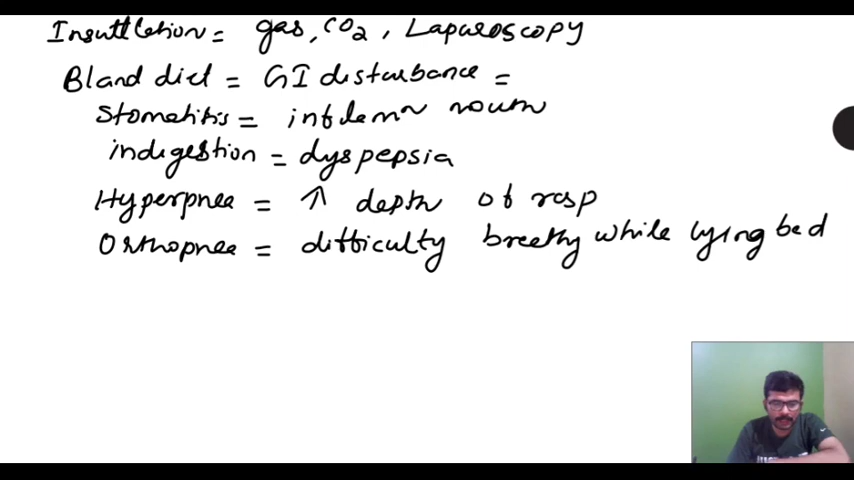 Insufflation = gas, CO2, Laparoscopy
Bland diet = GI disturbance =
Stomatitis = inflamn mouth
indigestion = dyspepsia
Hyperpnea = ↑ depth of resp
Orthopnea = difficulty breathy while lying bed